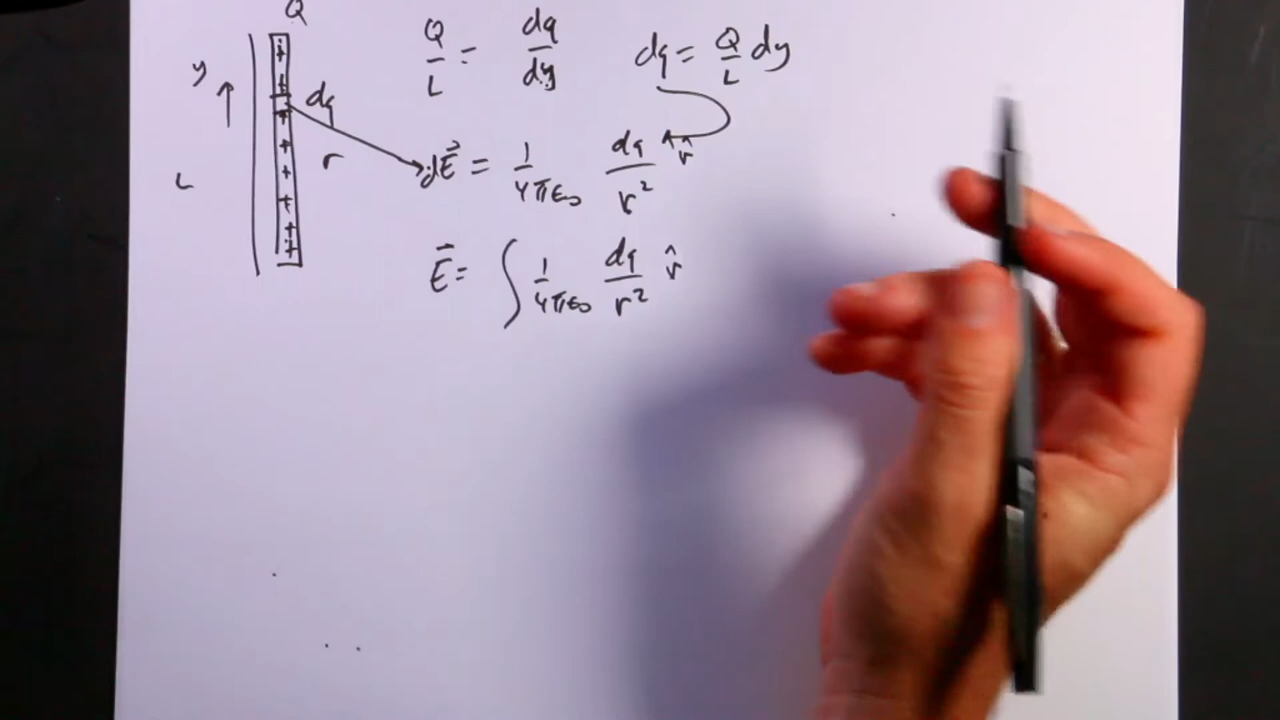 Q
Q/L = dq/dy dq = Q/L dy
y ↑ dq
r dE⃗ = 1/4πε₀ dq/r² r̂
L
E⃗ = ∫ 1/4πε₀ dq/r² r̂